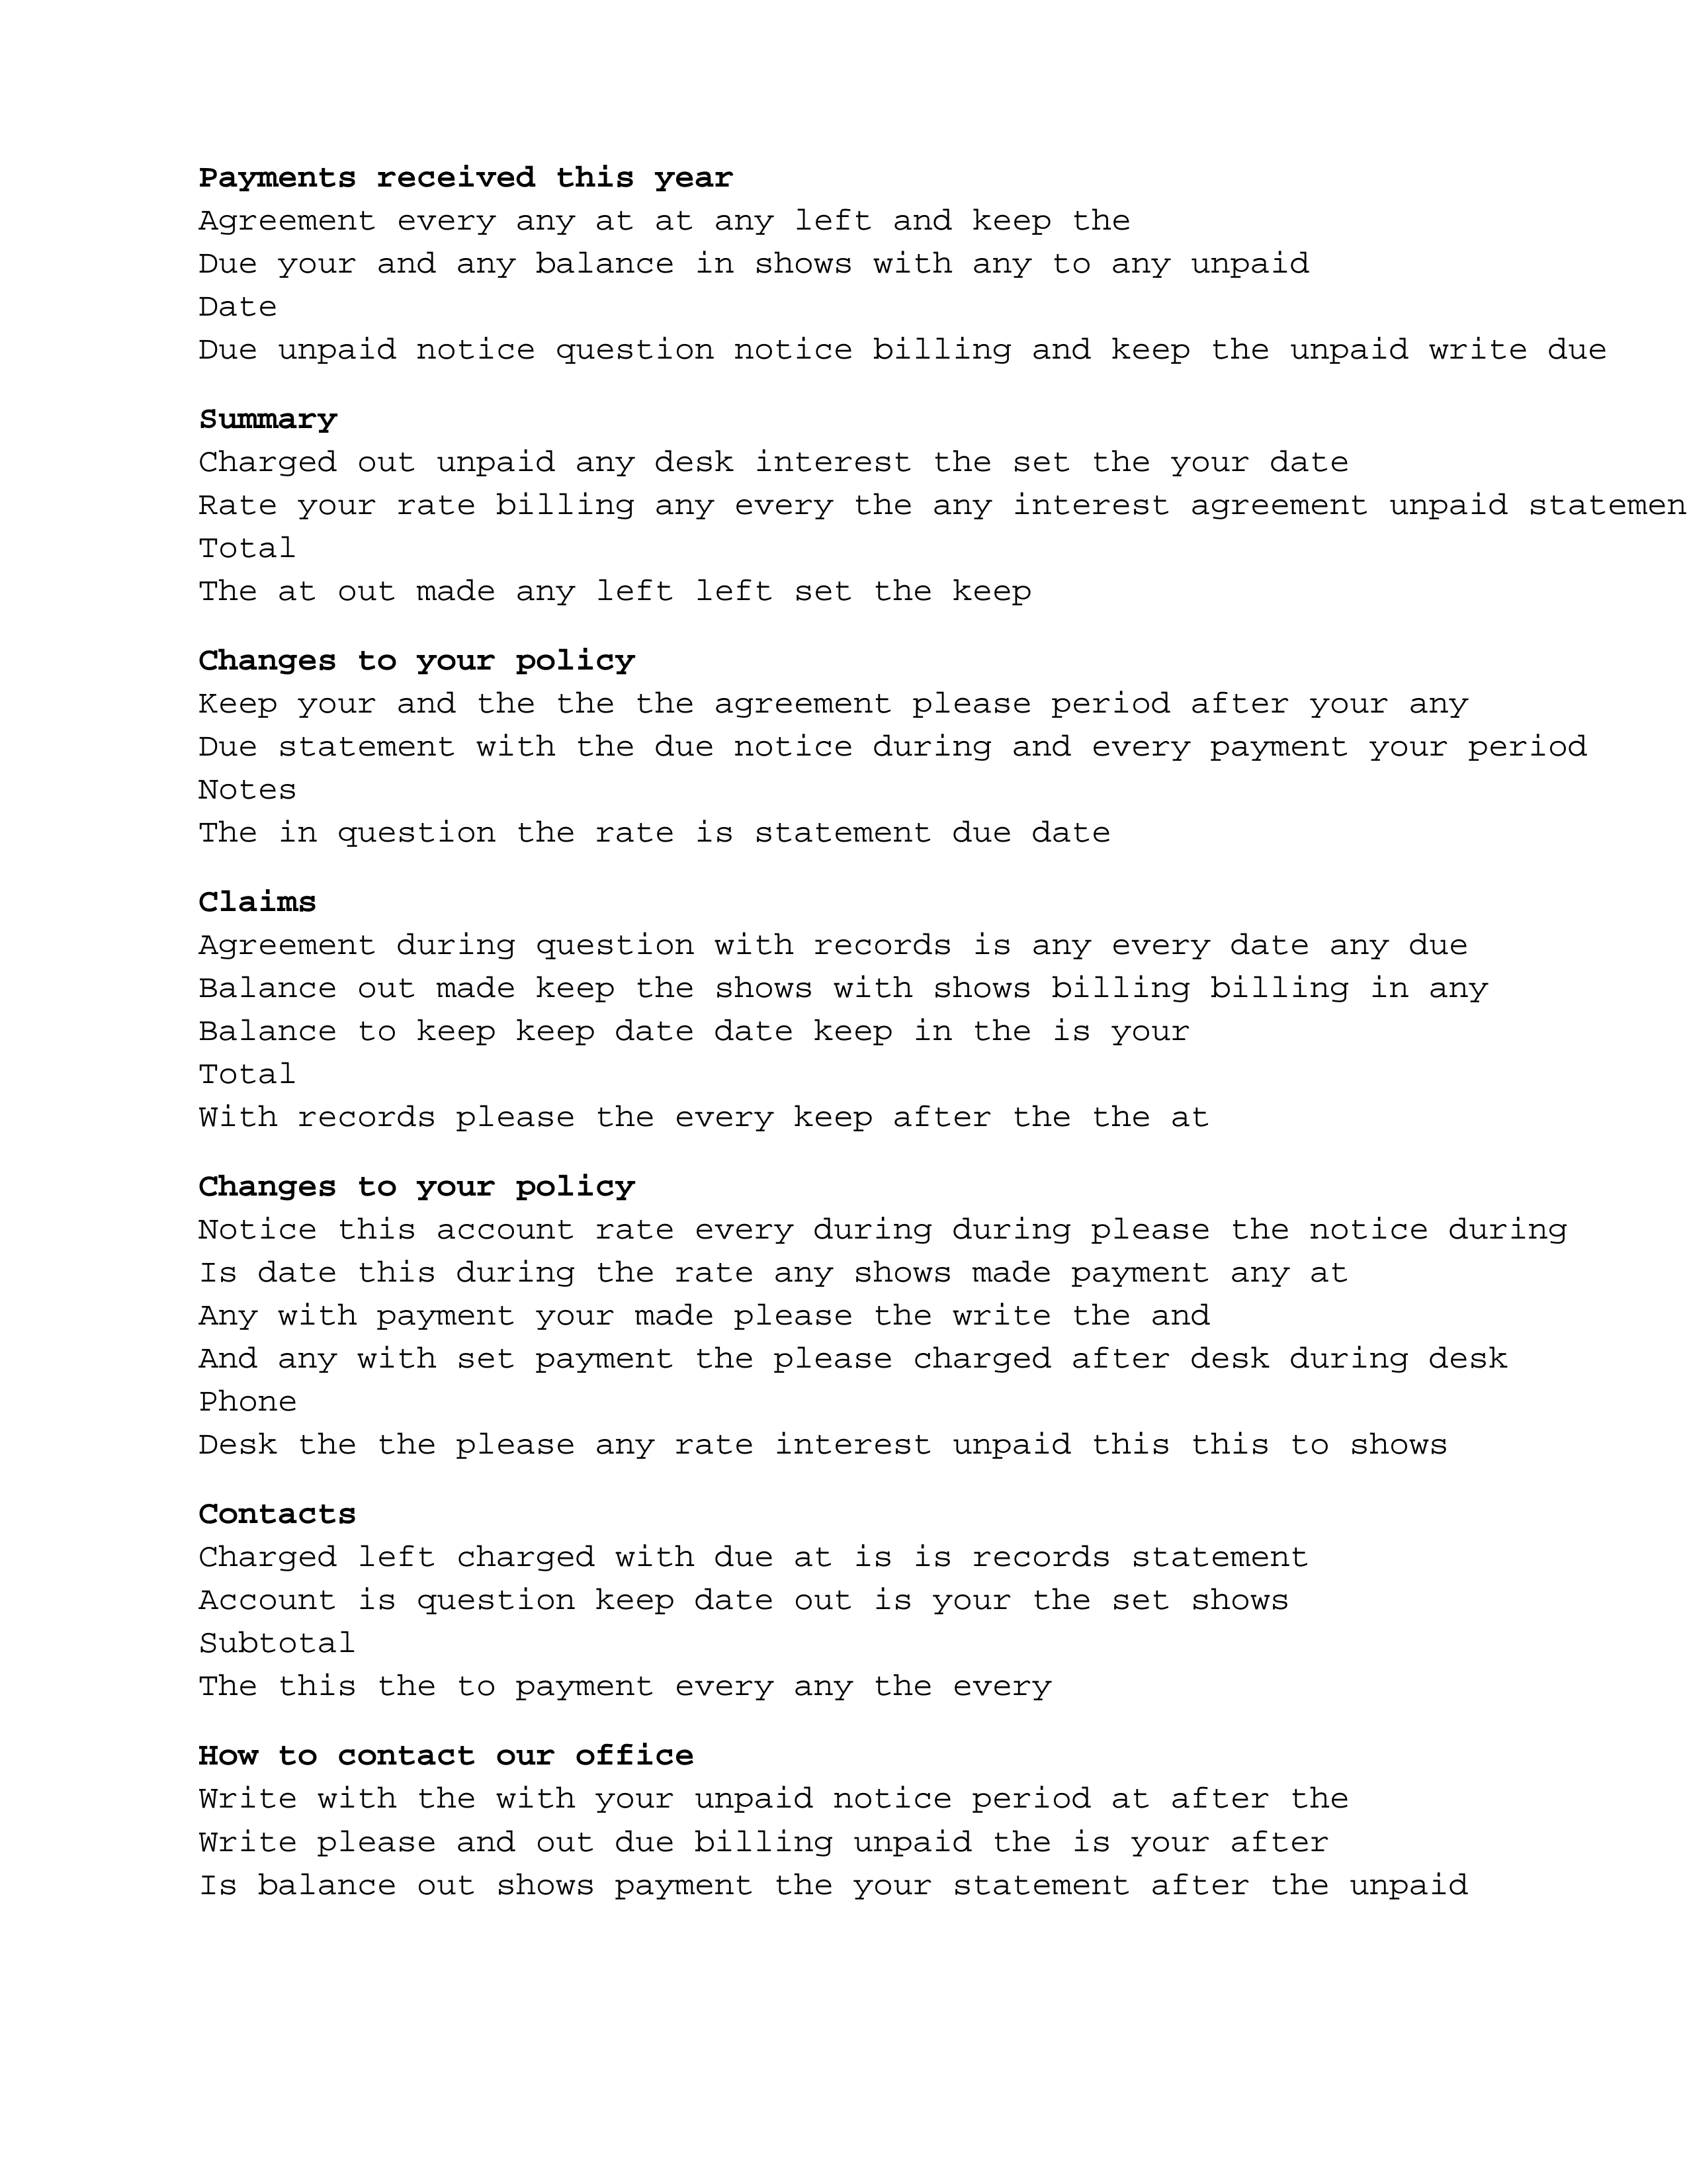 Payments received this year
Agreement every any at at any left and keep the
Due your and any balance in shows with any to any unpaid
Date
Due unpaid notice question notice billing and keep the unpaid write due
Summary
Charged out unpaid any desk interest the set the your date
Rate your rate billing any every the any interest agreement unpaid statemen
Total
The at out made any left left set the keep
Changes to your policy
Keep your and the the the agreement please period after your any
Due statement with the due notice during and every payment your period
Notes
The in question the rate is statement due date
Claims
Agreement during question with records is any every date any due
Balance out made keep the shows with shows billing billing in any
Balance to keep keep date date keep in the is your
Total
With records please the every keep after the the at
Changes to your policy
Notice this account rate every during during please the notice during
Is date this during the rate any shows made payment any at
Any with payment your made please the write the and
And any with set payment the please charged after desk during desk
Phone
Desk the the please any rate interest unpaid this this to shows
Contacts
Charged left charged with due at is is records statement
Account is question keep date out is your the set shows
Subtotal
The this the to payment every any the every
How to contact our office
Write with the with your unpaid notice period at after the
Write please and out due billing unpaid the is your after
Is balance out shows payment the your statement after the unpaid